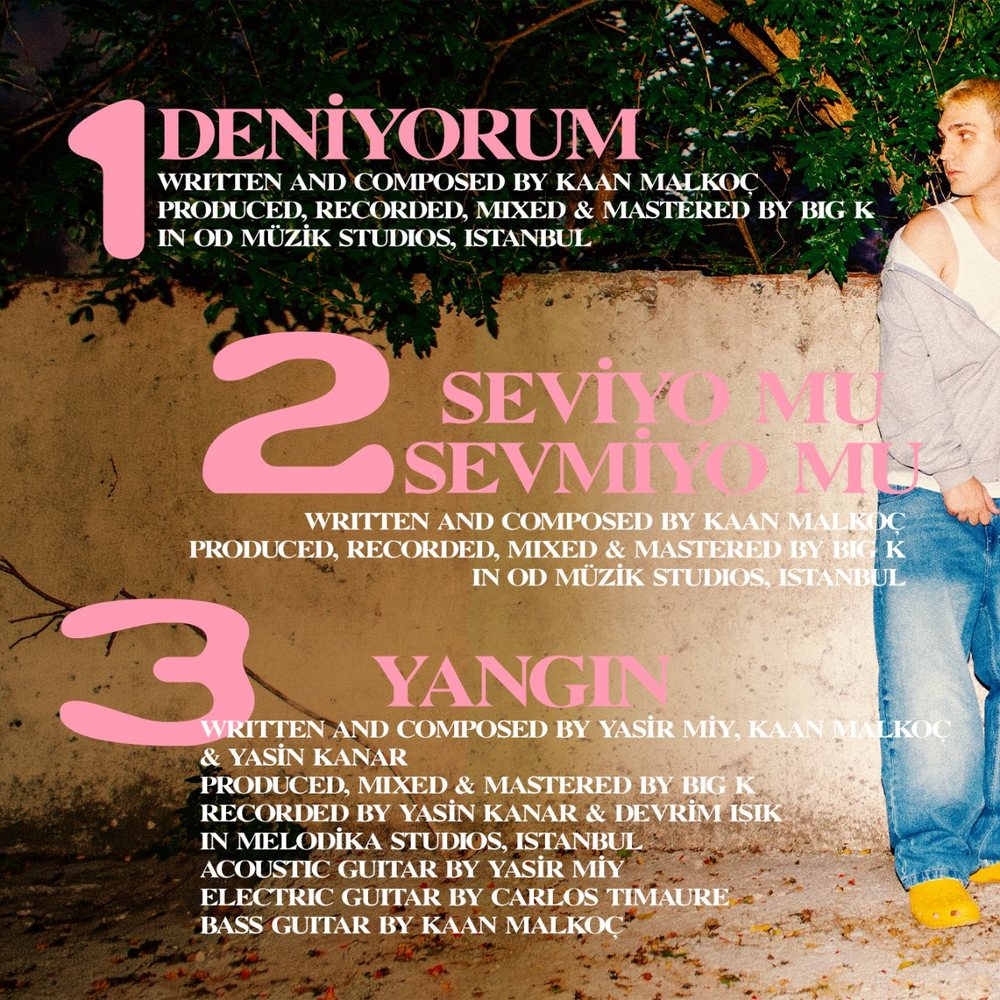 1 DENİYORUM
WRITTEN AND COMPOSED BY KAAN MALKOÇ
PRODUCED, RECORDED, MIXED & MASTERED BY BIG K
IN OD MÜZİK STUDIOS, ISTANBUL
2 SEVİYO MU
SEVMİYO MU
WRITTEN AND COMPOSED BY KAAN MALKOÇ
PRODUCED, RECORDED, MIXED & MASTERED BY BIG K
IN OD MÜZİK STUDIOS, ISTANBUL
3 YANGIN
WRITTEN AND COMPOSED BY YASİR MİY, KAAN MALKOÇ
& YASİN KANAR
PRODUCED, MIXED & MASTERED BY BIG K
RECORDED BY YASİN KANAR & DEVRİM ISIK
IN MELODİKA STUDIOS, ISTANBUL
ACOUSTIC GUITAR BY YASİR MİY
ELECTRIC GUITAR BY CARLOS TIMAURE
BASS GUITAR BY KAAN MALKOÇ